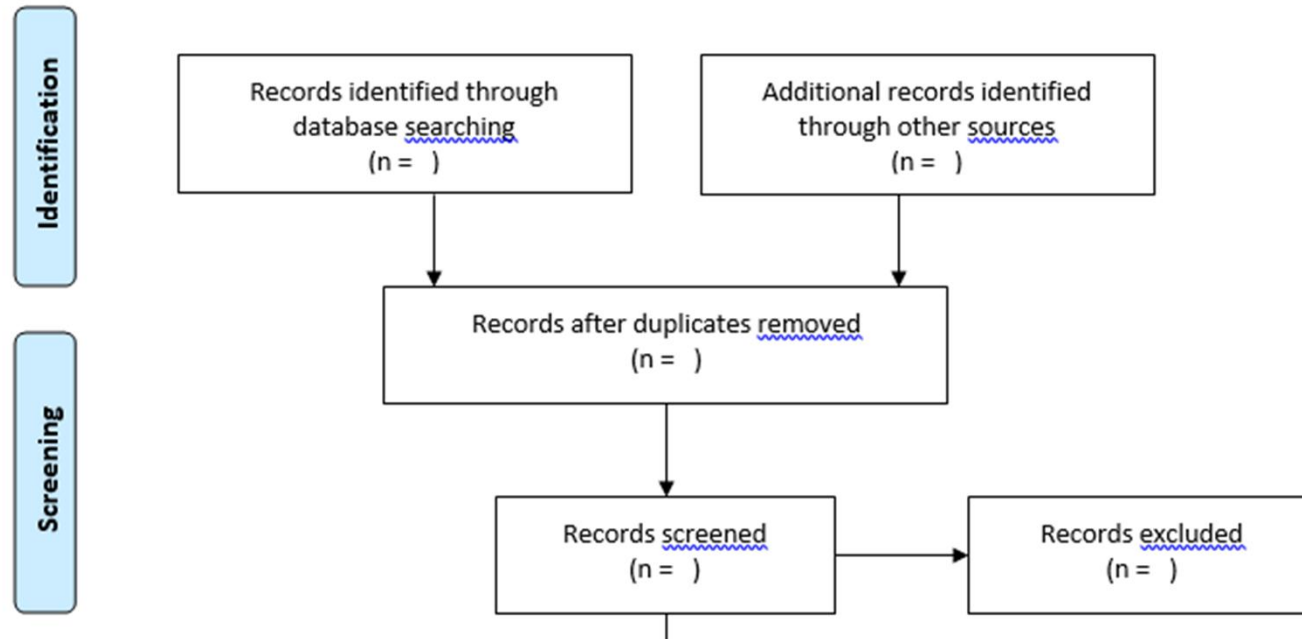 Identification
Records identified through
database searching
(n =   )
Additional records identified
through other sources
(n =   )
Records after duplicates removed
(n =   )
Screening
Records screened
(n =   )
Records excluded
(n =   )